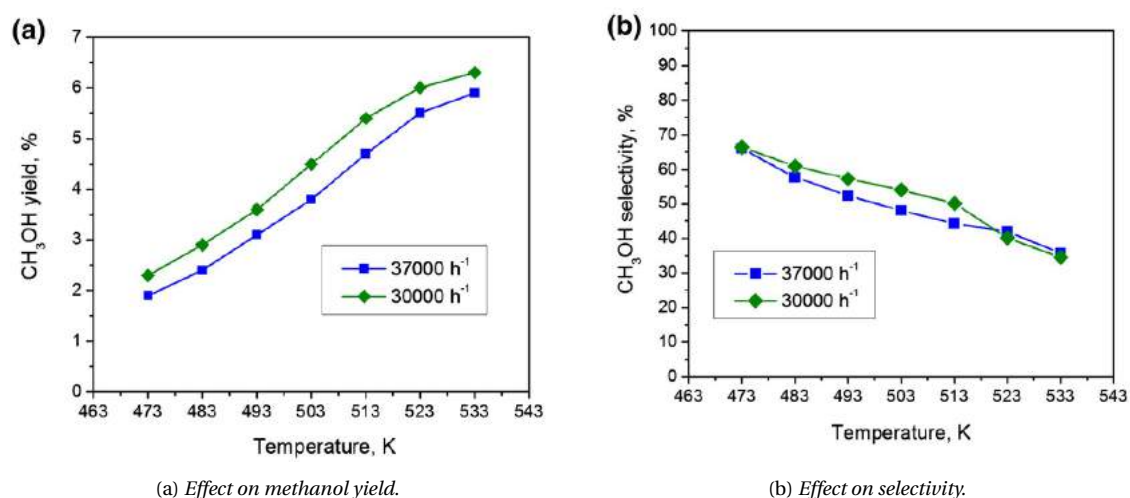 (a)
7
6
5
4
3
2
1
0
CH₃OH yield, %
37000 h⁻¹
30000 h⁻¹
463 473 483 493 503 513 523 533 543
Temperature, K
(a) Effect on methanol yield.
(b)
100
90
80
70
60
50
40
30
20
10
0
CH₃OH selectivity, %
37000 h⁻¹
30000 h⁻¹
463 473 483 493 503 513 523 533 543
Temperature, K
(b) Effect on selectivity.